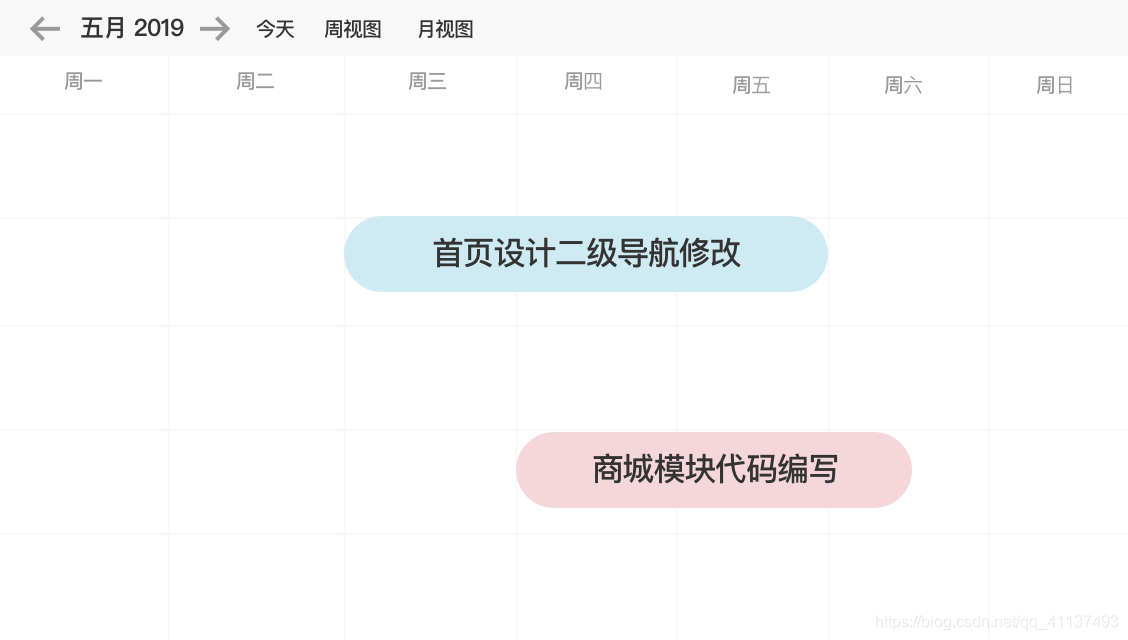 五月 2019 今天 周视图 月视图
周一 周二 周三 周四 周五 周六 周日
首页设计二级导航修改
商城模块代码编写
https://blog.csdn.net/qq_41137493